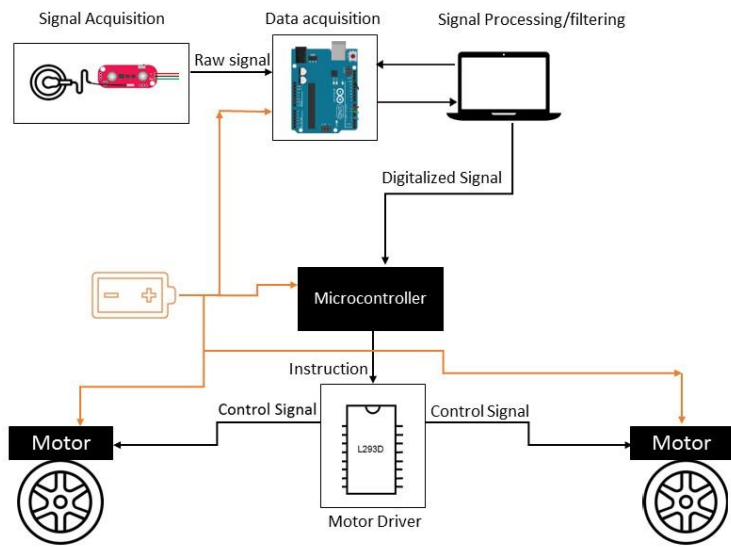 Signal Acquisition
Data acquisition
Signal Processing/filtering
Raw signal
Digitalized Signal
Microcontroller
Instruction
Control Signal
Control Signal
Motor
L293D
Motor
Motor Driver